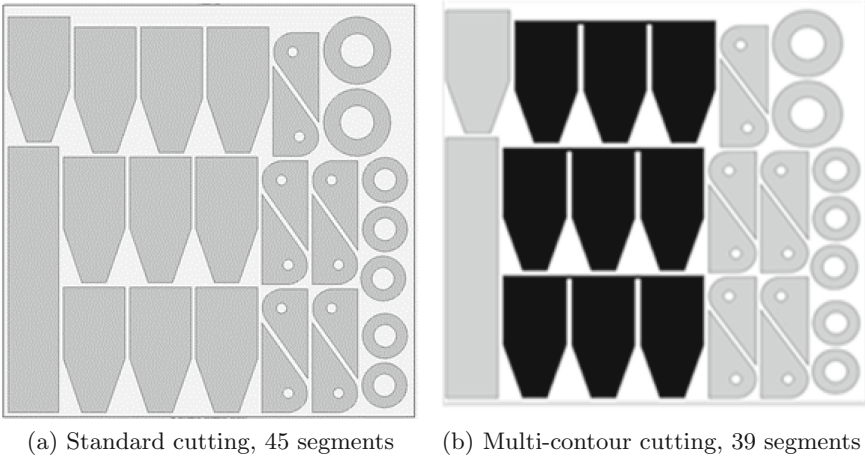 (a) Standard cutting, 45 segments
(b) Multi-contour cutting, 39 segments